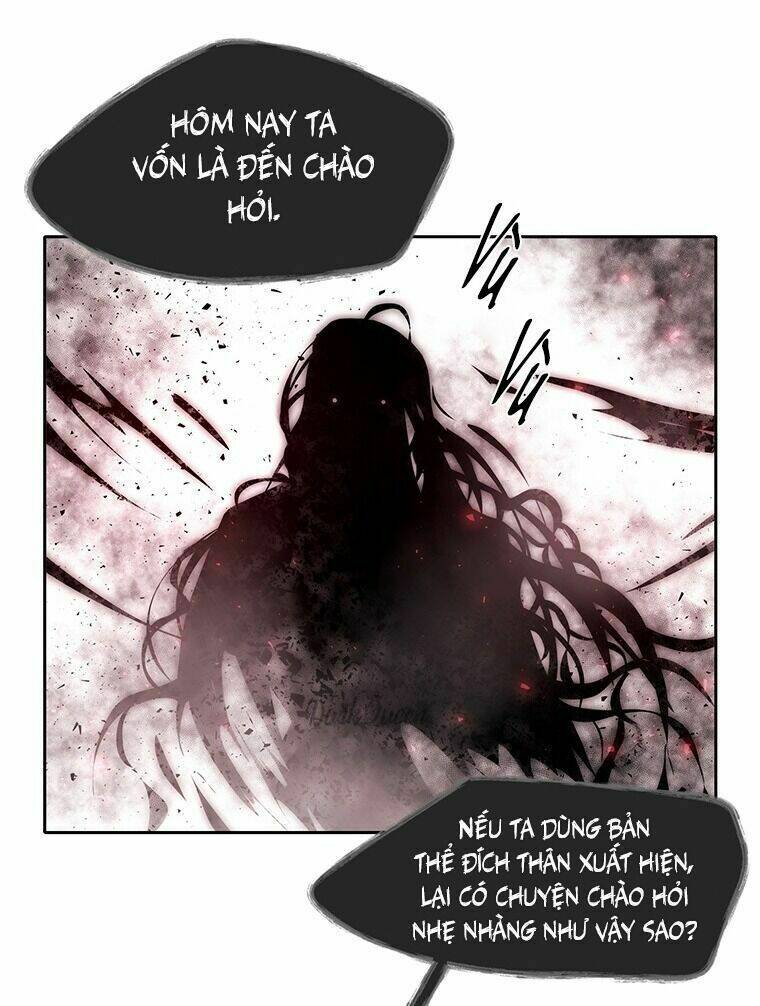 HÔM NAY TA
VỐN LÀ ĐẾN CHÀO
HỎI.
Vù
Vù
DarkQueen
NẾU TA DÙNG BẢN
THỂ ĐÍCH THÂN XUẤT HIỆN,
LẠI CÓ CHUYỆN CHÀO HỎI
NHẸ NHÀNG NHƯ VẬY SAO?